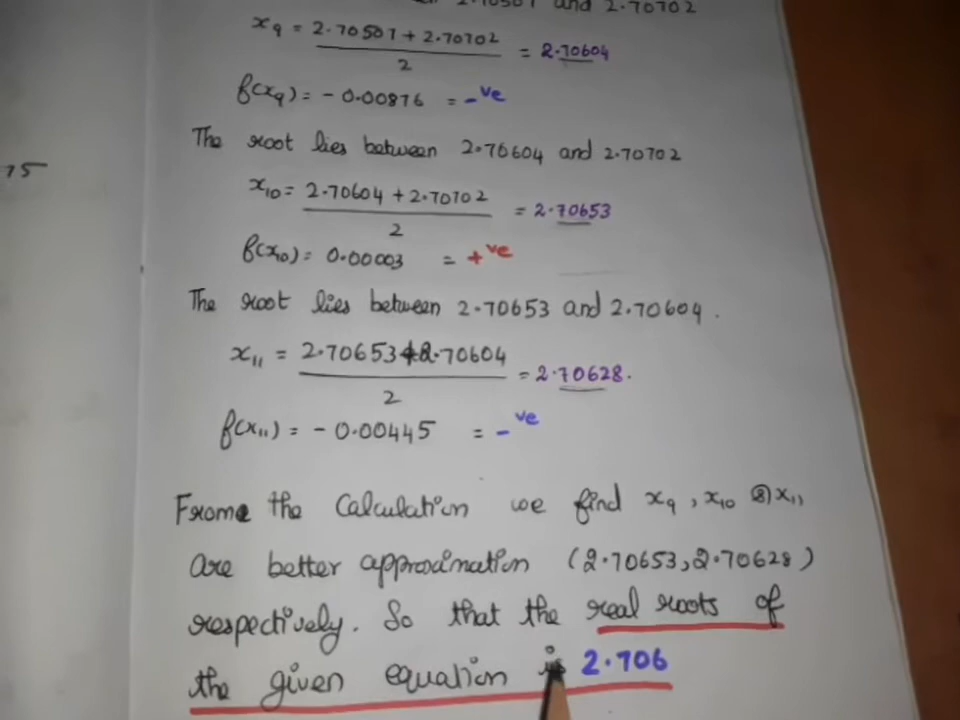 and 2.70702
x9 = 2.70507 + 2.70702 / 2 = 2.70604
f(x9) = - 0.00876 = -ve
The root lies between 2.70604 and 2.70702
15
x10 = 2.70604 + 2.70702 / 2 = 2.70653
f(x10) = 0.00003 = +ve
The root lies between 2.70653 and 2.70604.
x11 = 2.70653 + 2.70604 / 2 = 2.70628.
f(x11) = - 0.00445 = -ve
Frome the Calculation we find x9, x10 & x11
are better approximation (2.70653, 2.70628)
respectively. So that the real roots of
the given equation is 2.706